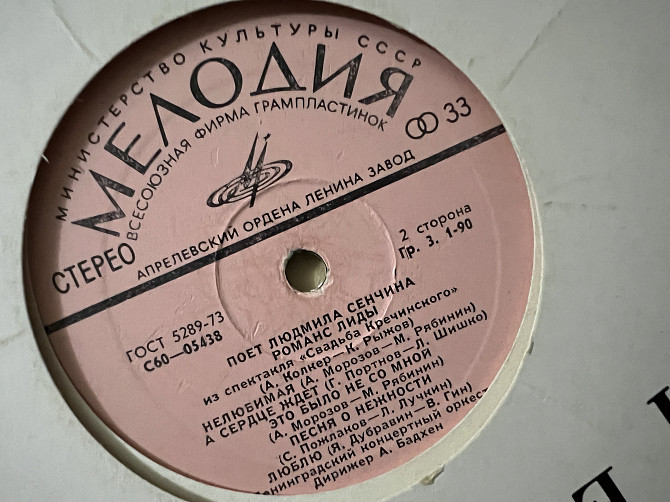 МИНИСТЕРСТВО КУЛЬТУРЫ СССР
МЕЛОДИЯ
ВСЕСОЮЗНАЯ ФИРМА ГРАМПЛАСТИНОК
33
АПРЕЛЕВСКИЙ ОРДЕНА ЛЕНИНА ЗАВОД
СТЕРЕО
2 сторона
Гр. 3. 1-90
ГОСТ 5289-73
С60—05438
ПОЕТ ЛЮДМИЛА СЕНЧИНА
РОМАНС ЛИДЫ
из спектакля «Свадьба Кречинского»
(А. Колкер—К. Рыжов)
НЕЛЮБИМАЯ (А. Морозов—М. Рябинин)
А СЕРДЦЕ ЖДЕТ (Г. Портнов—Л. Шишко)
ЭТО БЫЛО НЕ СО МНОЙ
(А. Морозов—М. Рябинин)
ПЕСНЯ О НЕЖНОСТИ
(С. Пожлаков—Л. Лучкин)
ЛЮБЛЮ (Я. Дубравин—В. Гин)
енинградский концертный оркес-
Дирижер А. Бадхен